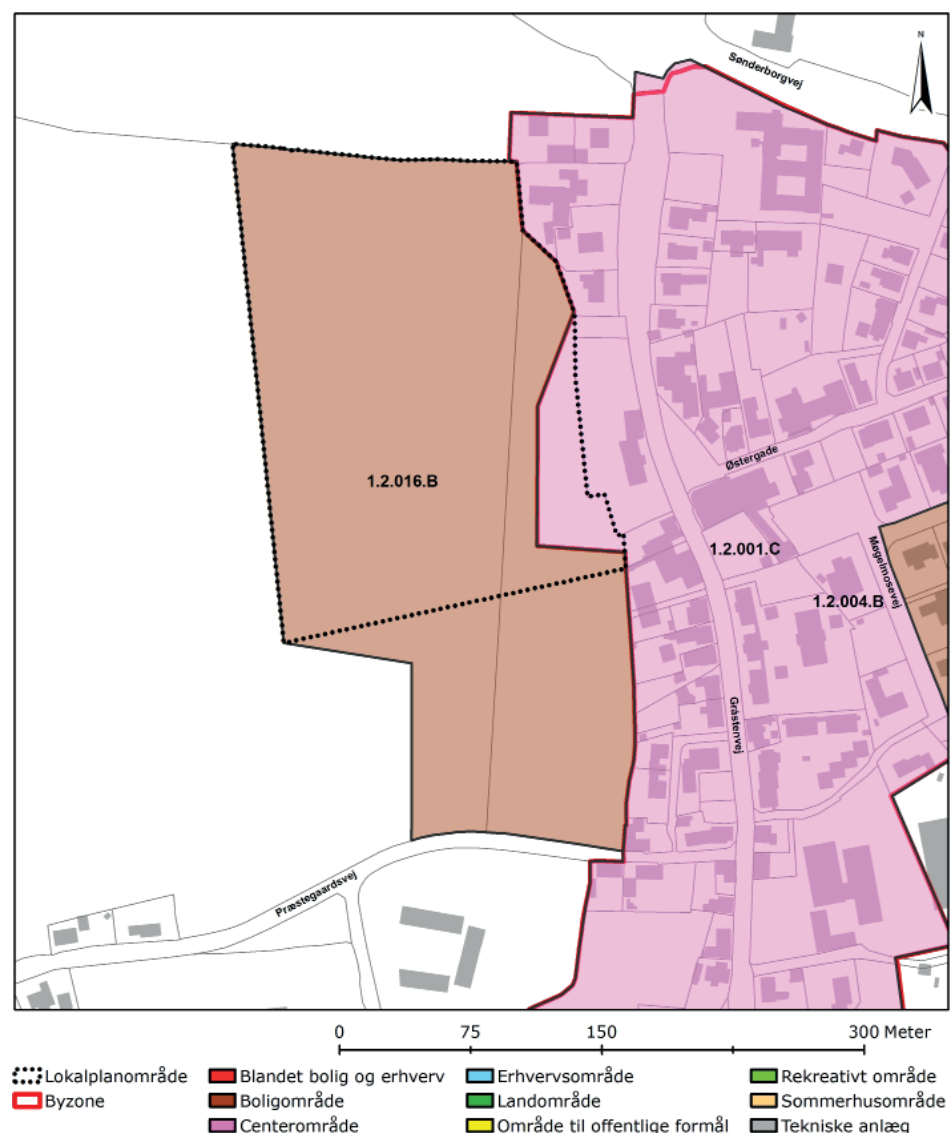 Sønderborgvej
N
1.2.016.B
Østergade
1.2.001.C
Møgelmosevej
1.2.004.B
Gråstenvej
Præstegaardsvej
0 75 150 300 Meter
Lokalplanområde
Blandet bolig og erhverv
Erhvervsområde
Rekreativt område
Byzone
Boligområde
Landområde
Sommerhusområde
Centerområde
Område til offentlige formål
Tekniske anlæg